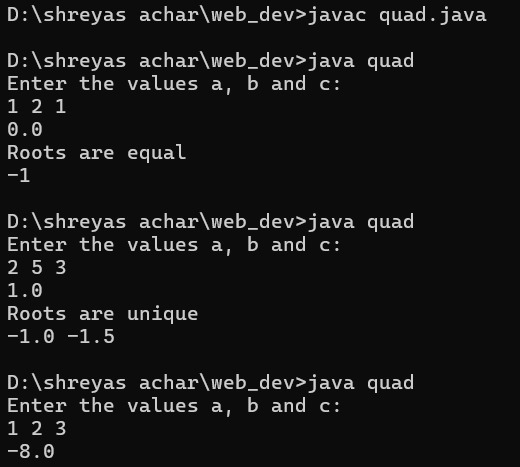 D:\shreyas achar\web_dev>javac quad.java
D:\shreyas achar\web_dev>java quad
Enter the values a, b and c:
1 2 1
0.0
Roots are equal
-1
D:\shreyas achar\web_dev>java quad
Enter the values a, b and c:
2 5 3
1.0
Roots are unique
-1.0 -1.5
D:\shreyas achar\web_dev>java quad
Enter the values a, b and c:
1 2 3
-8.0